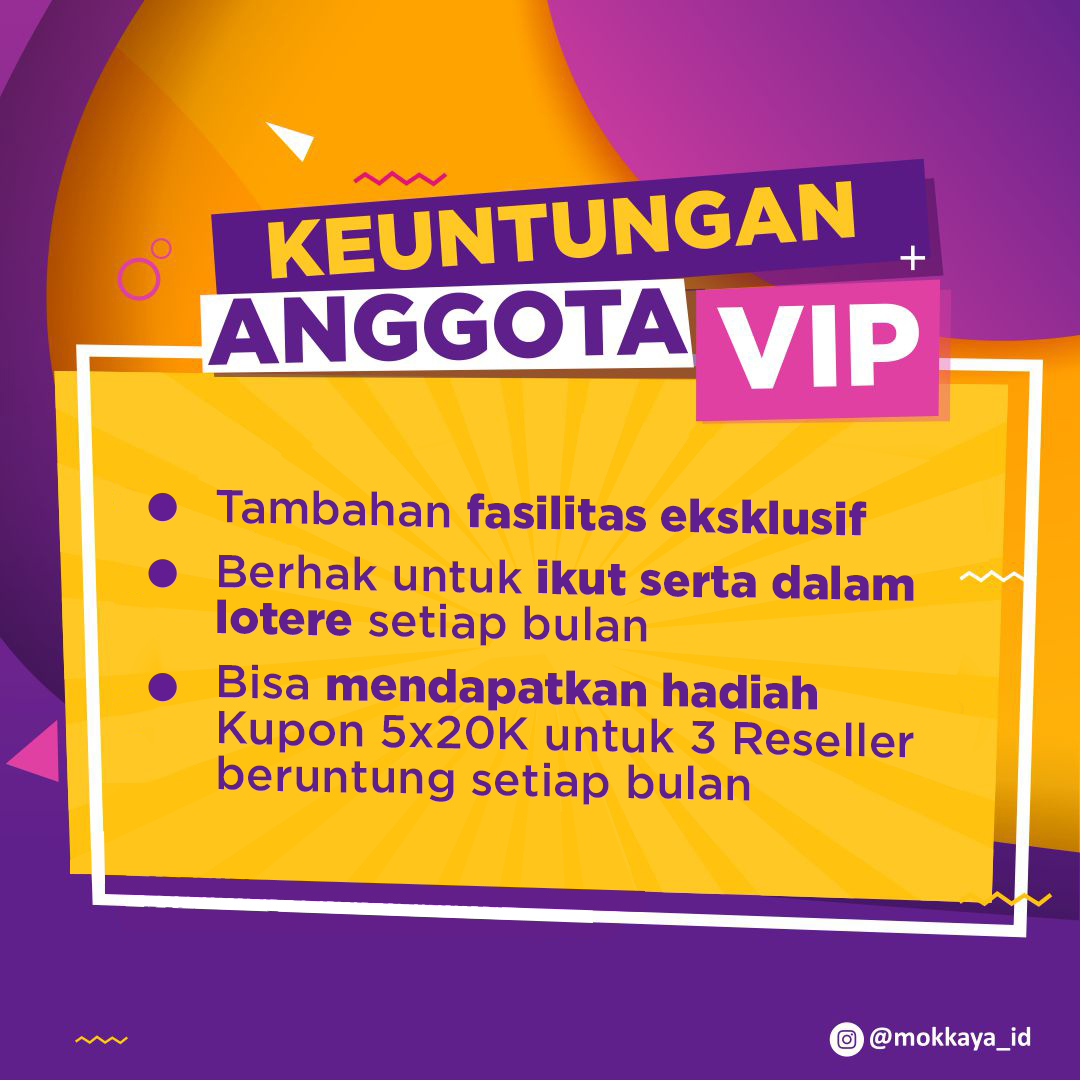 KEUNTUNGAN
ANGGOTA VIP
Tambahan fasilitas eksklusif
Berhak untuk ikut serta dalam
lotere setiap bulan
Bisa mendapatkan hadiah
Kupon 5x20K untuk 3 Reseller
beruntung setiap bulan
@mokkaya_id